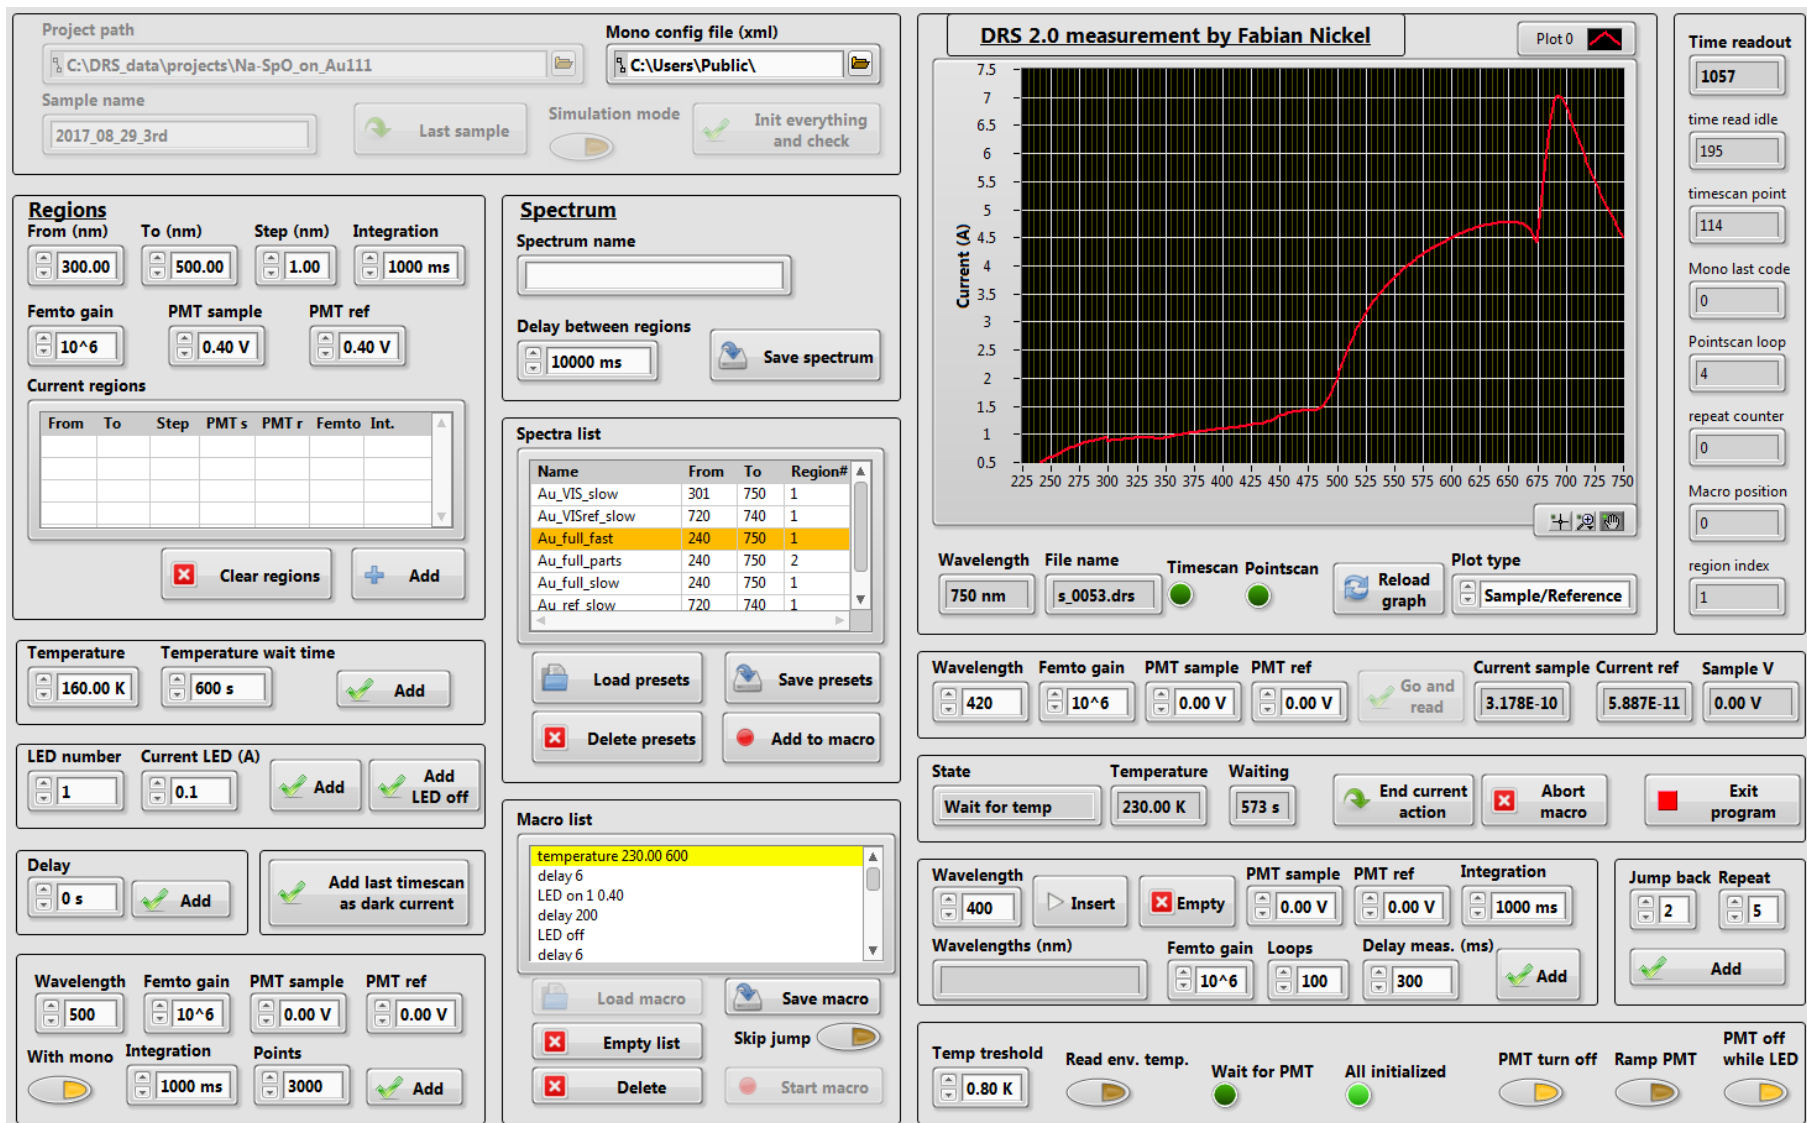 Project path
C:\DRS_data\projects\Na-SpO_on_Au111
Mono config file (xml)
C:\Users\Public\
Sample name
2017_08_29_3rd
Last sample
Simulation mode
Init everything
and check
Regions
From (nm) To (nm) Step (nm) Integration
300.00 500.00 1.00 1000 ms
Femto gain PMT sample PMT ref
10^6 0.40 V 0.40 V
Current regions
From To Step PMT s PMT r Femto Int.
Clear regions Add
Temperature Temperature wait time
160.00 K 600 s Add
LED number Current LED (A)
1 0.1 Add Add
LED off
Delay
0 s Add
Add last timescan
as dark current
Wavelength Femto gain PMT sample PMT ref
500 10^6 0.00 V 0.00 V
With mono Integration Points
1000 ms 3000 Add
Spectrum
Spectrum name
Delay between regions
10000 ms Save spectrum
Spectra list
Name From To Region#
Au_VIS_slow 301 750 1
Au_VISref_slow 720 740 1
Au_full_fast 240 750 1
Au_full_parts 240 750 2
Au_full_slow 240 750 1
Au_ref_slow 720 740 1
Load presets Save presets
Delete presets Add to macro
Macro list
temperature 230.00 600
delay 6
LED on 1 0.40
delay 200
LED off
delay 6
Load macro Save macro
Empty list Skip jump
Delete Start macro
DRS 2.0 measurement by Fabian Nickel
Plot 0
Current (A)
7.5
7
6.5
6
5.5
5
4.5
4
3.5
3
2.5
2
1.5
1
0.5
225 250 275 300 325 350 375 400 425 450 475 500 525 550 575 600 625 650 675 700 725 750
Wavelength File name Timescan Pointscan Plot type
750 nm s_0053.drs Reload
graph Sample/Reference
Time readout
1057
time read idle
195
timescan point
114
Mono last code
0
Pointscan loop
4
repeat counter
0
Macro position
0
region index
1
Wavelength Femto gain PMT sample PMT ref Current sample Current ref Sample V
420 10^6 0.00 V 0.00 V Go and
read 3.178E-10 5.887E-11 0.00 V
State Temperature Waiting
Wait for temp 230.00 K 573 s
End current
action
Abort
macro
Exit
program
Wavelength PMT sample PMT ref Integration
400 Insert Empty 0.00 V 0.00 V 1000 ms
Wavelengths (nm) Femto gain Loops Delay meas. (ms)
10^6 100 300 Add
Jump back Repeat
2 5
Add
Temp treshold Read env. temp. Wait for PMT All initialized PMT turn off Ramp PMT PMT off
while LED
0.80 K